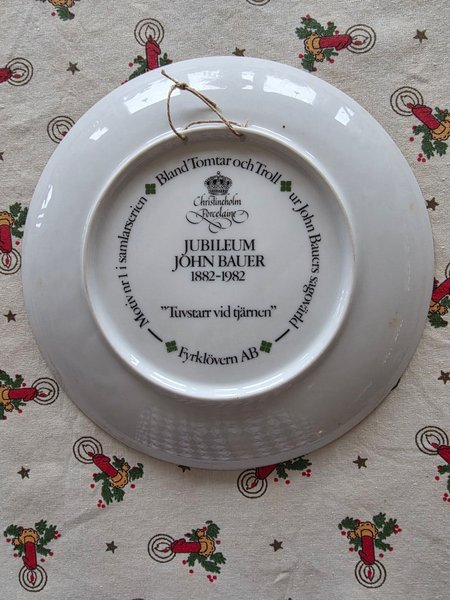 Motiv nr 1 i samlarserien
Bland Tomtar och Troll
ur John Bauers sagovärld
Christineholm
Porcelaine
JUBILEUM
JOHN BAUER
1882-1982
"Tuvstarr vid tjärnen"
Fyrklövern AB